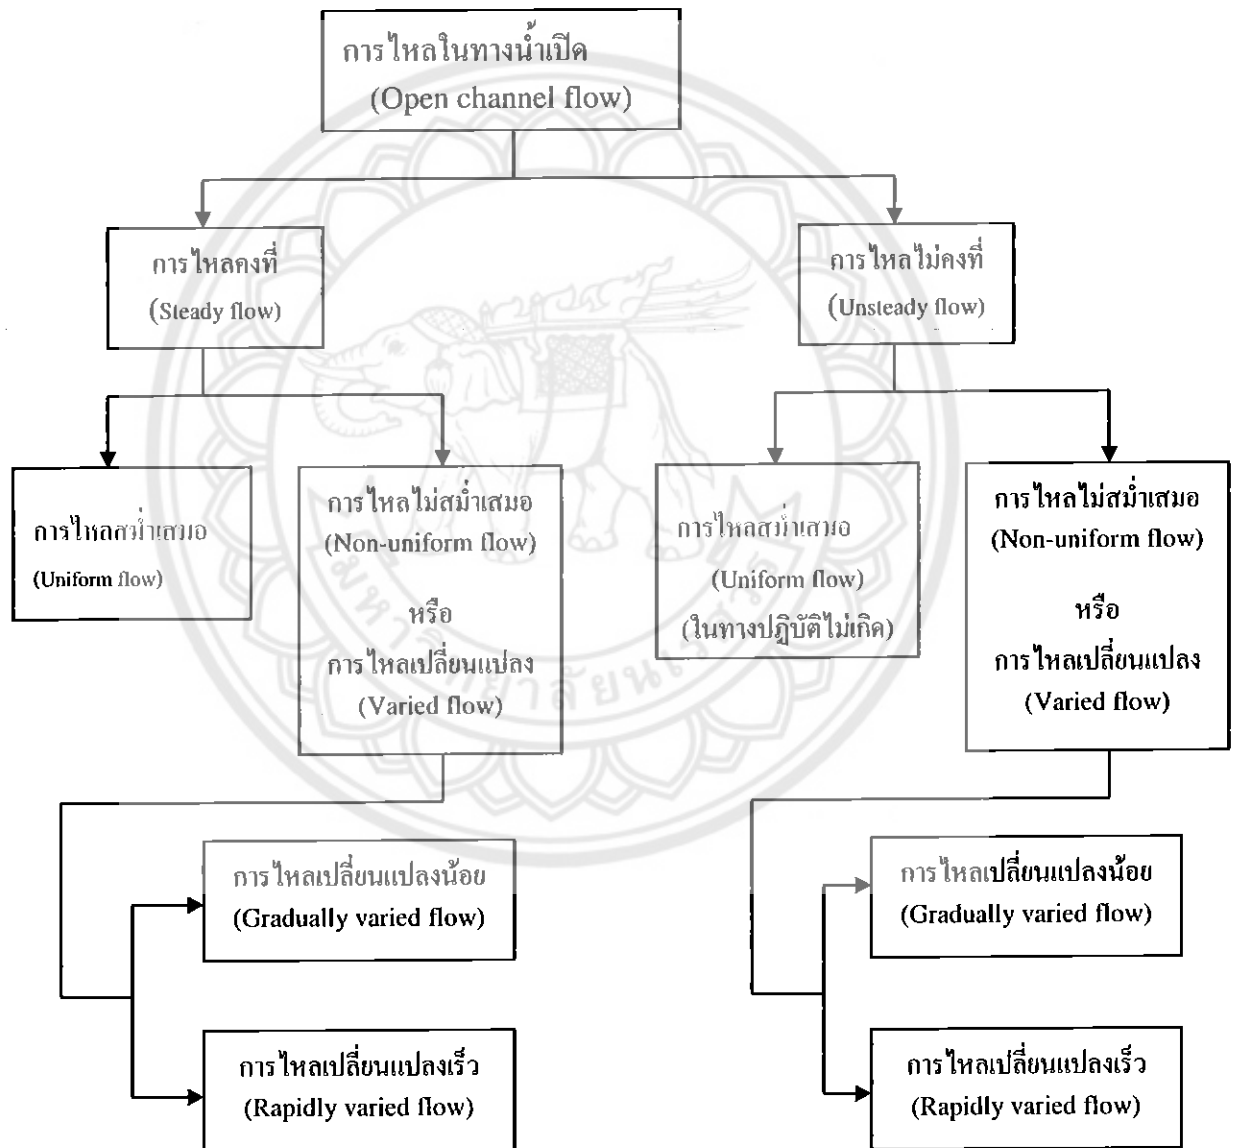 การไหลในทางน้ำเปิด
(Open channel flow)
การไหลคงที่
(Steady flow)
การไหลไม่คงที่
(Unsteady flow)
การไหลสม่ำเสมอ
(Uniform flow)
การไหลไม่สม่ำเสมอ
(Non-uniform flow)
หรือ
การไหลเปลี่ยนแปลง
(Varied flow)
การไหลสม่ำเสมอ
(Uniform flow)
(ในทางปฏิบัติไม่เกิด)
การไหลไม่สม่ำเสมอ
(Non-uniform flow)
หรือ
การไหลเปลี่ยนแปลง
(Varied flow)
การไหลเปลี่ยนแปลงน้อย
(Gradually varied flow)
การไหลเปลี่ยนแปลงเร็ว
(Rapidly varied flow)
การไหลเปลี่ยนแปลงน้อย
(Gradually varied flow)
การไหลเปลี่ยนแปลงเร็ว
(Rapidly varied flow)